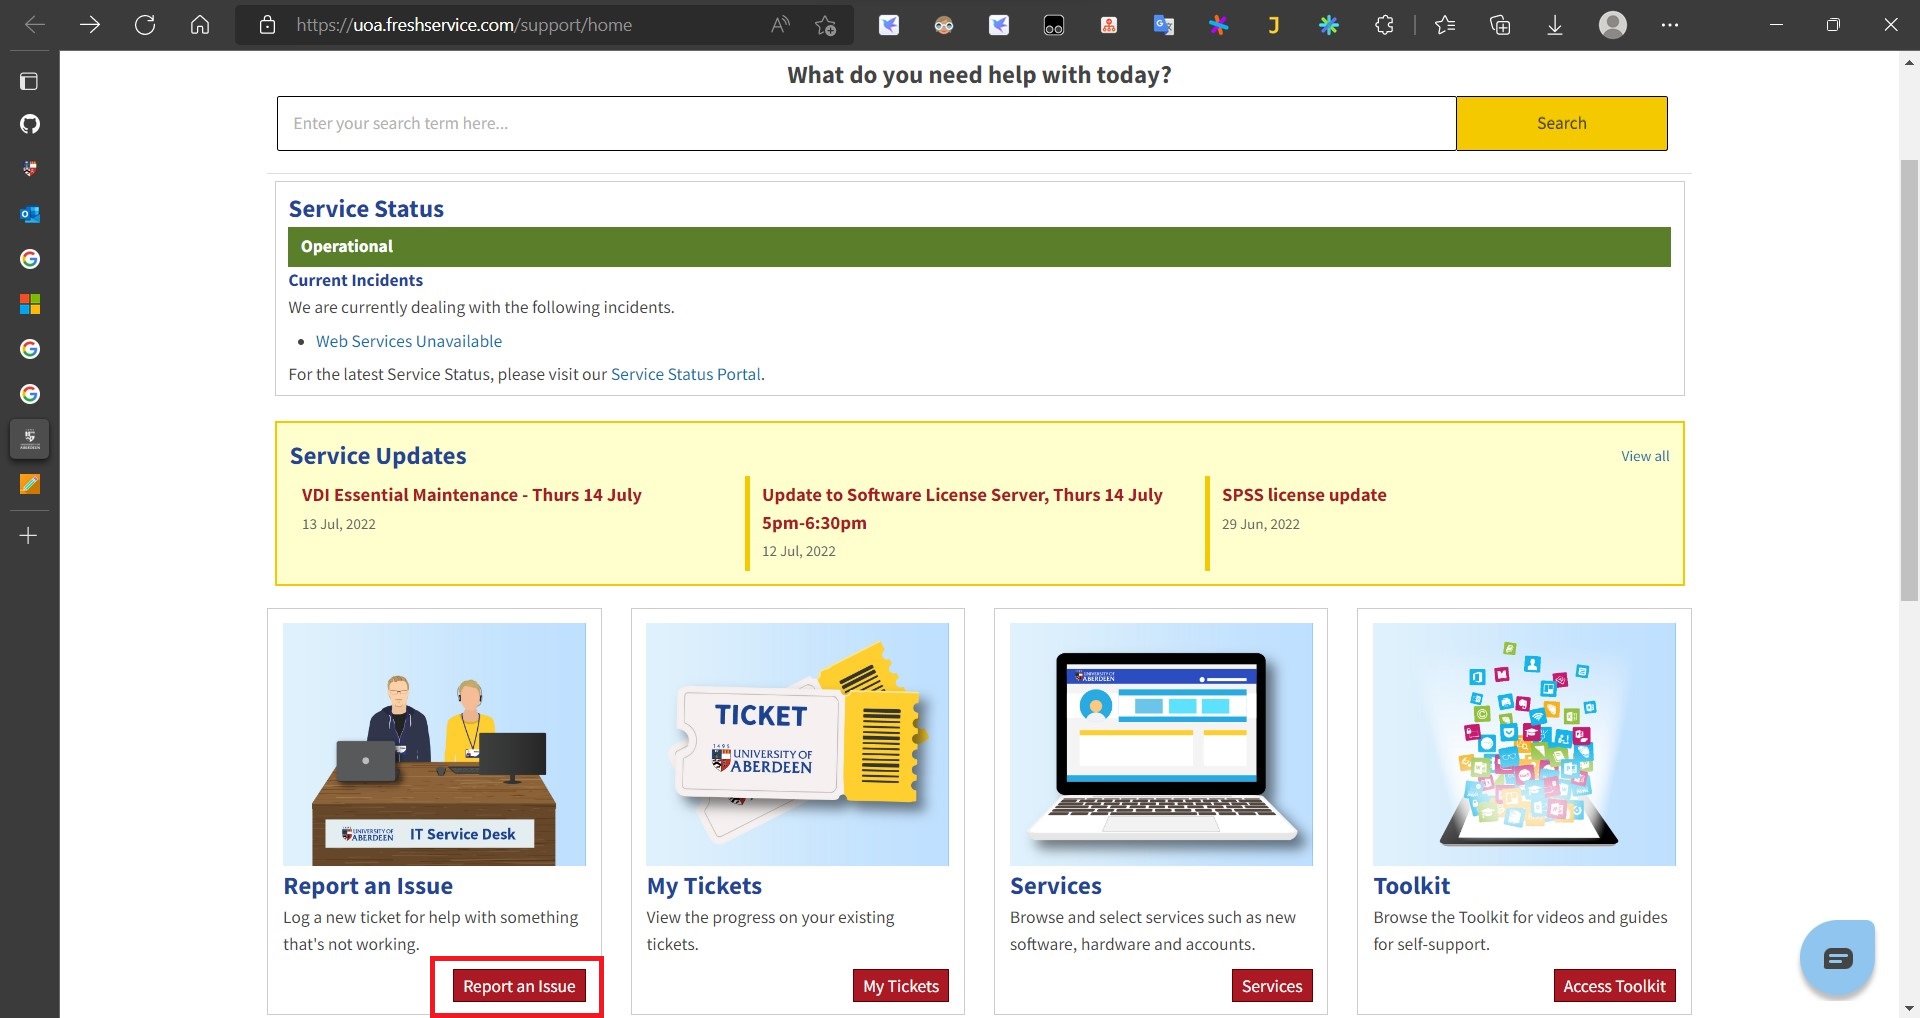 https://uoa.freshservice.com/support/home
What do you need help with today?
Enter your search term here...
Search
Service Status
Operational
Current Incidents
We are currently dealing with the following incidents.
Web Services Unavailable
For the latest Service Status, please visit our Service Status Portal.
Service Updates
View all
VDI Essential Maintenance - Thurs 14 July
13 Jul, 2022
Update to Software License Server, Thurs 14 July
5pm-6:30pm
12 Jul, 2022
SPSS license update
29 Jun, 2022
UNIVERSITY OF
ABERDEEN
IT Service Desk
Report an Issue
Log a new ticket for help with something
that's not working.
Report an Issue
TICKET
1495
UNIVERSITY OF
ABERDEEN
My Tickets
View the progress on your existing
tickets.
My Tickets
UNIVERSITY OF
ABERDEEN
Services
Browse and select services such as new
software, hardware and accounts.
Services
Toolkit
Browse the Toolkit for videos and guides
for self-support.
Access Toolkit